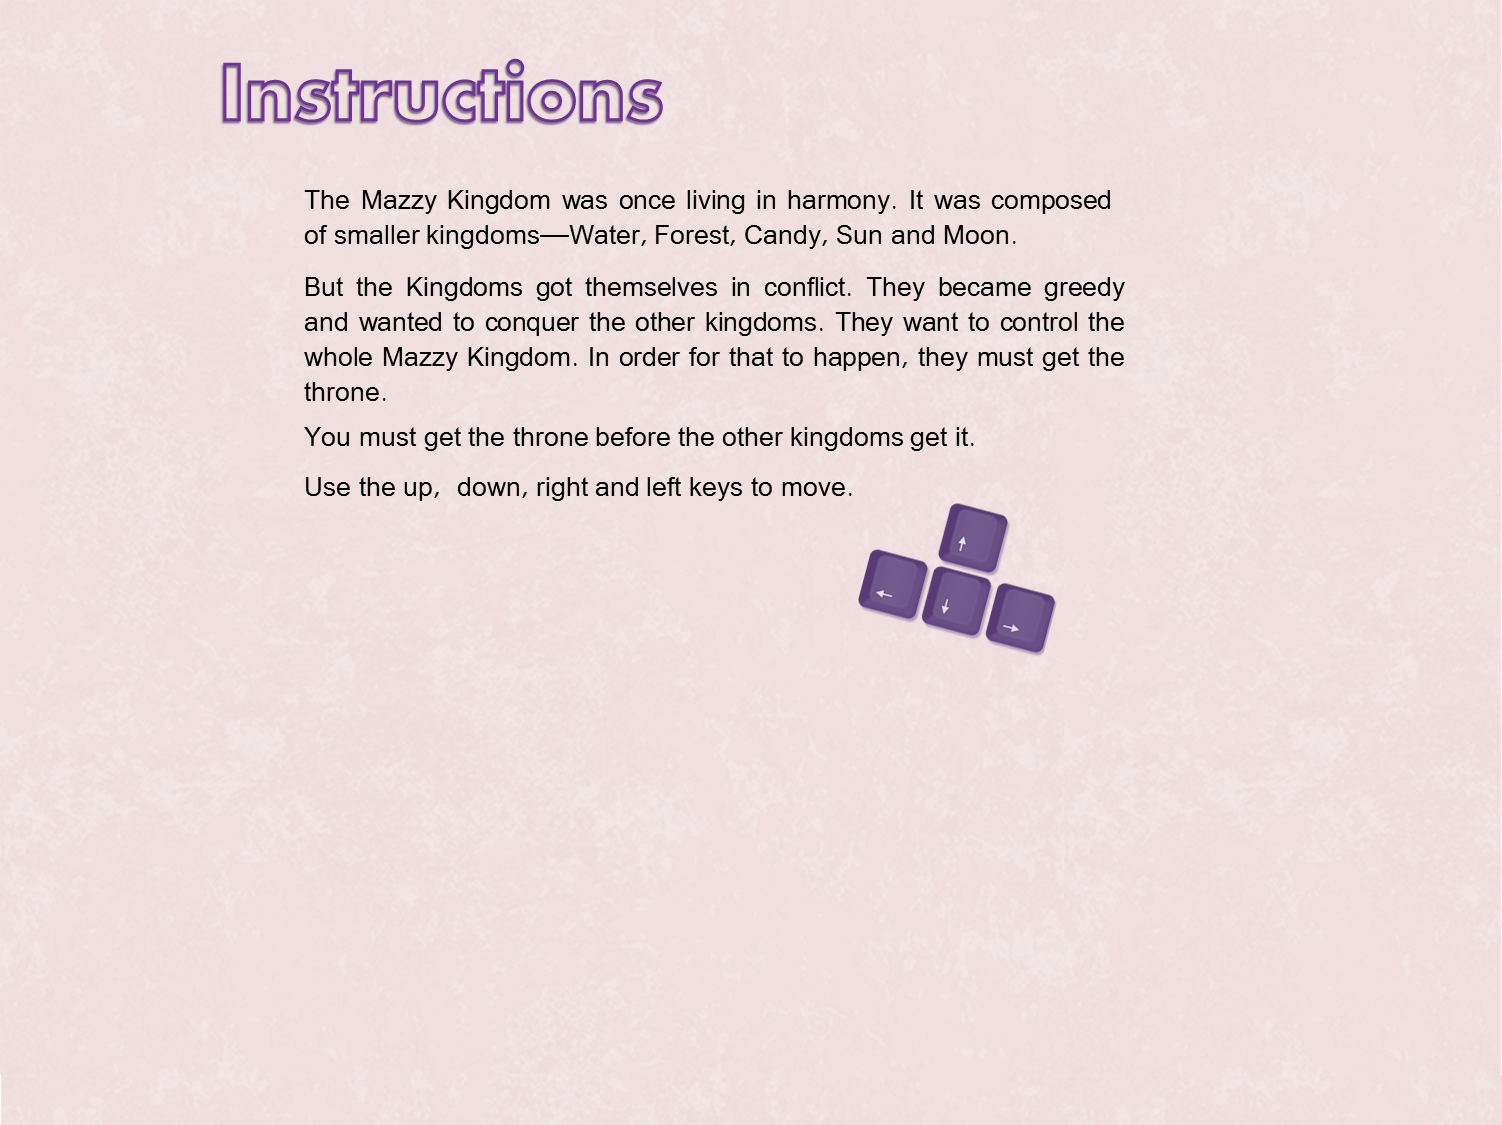 Instructions
The Mazzy Kingdom was once living in harmony. It was composed
of smaller kingdoms—Water, Forest, Candy, Sun and Moon.
But the Kingdoms got themselves in conflict. They became greedy
and wanted to conquer the other kingdoms. They want to control the
whole Mazzy Kingdom. In order for that to happen, they must get the
throne.
You must get the throne before the other kingdoms get it.
Use the up, down, right and left keys to move.
↑
← ↓ →